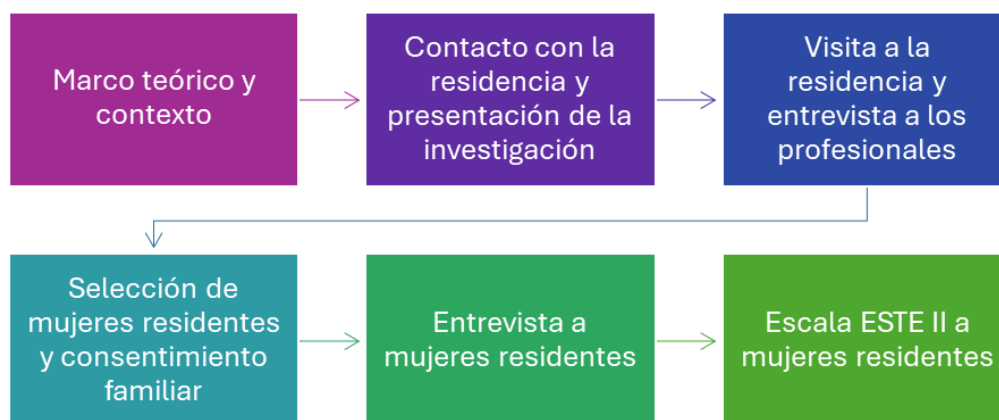 Marco teórico y
contexto
Contacto con la
residencia y
presentación de la
investigación
Visita a la
residencia y
entrevista a los
profesionales
Selección de
mujeres residentes
y consentimiento
familiar
Entrevista a
mujeres residentes
Escala ESTE II a
mujeres residentes